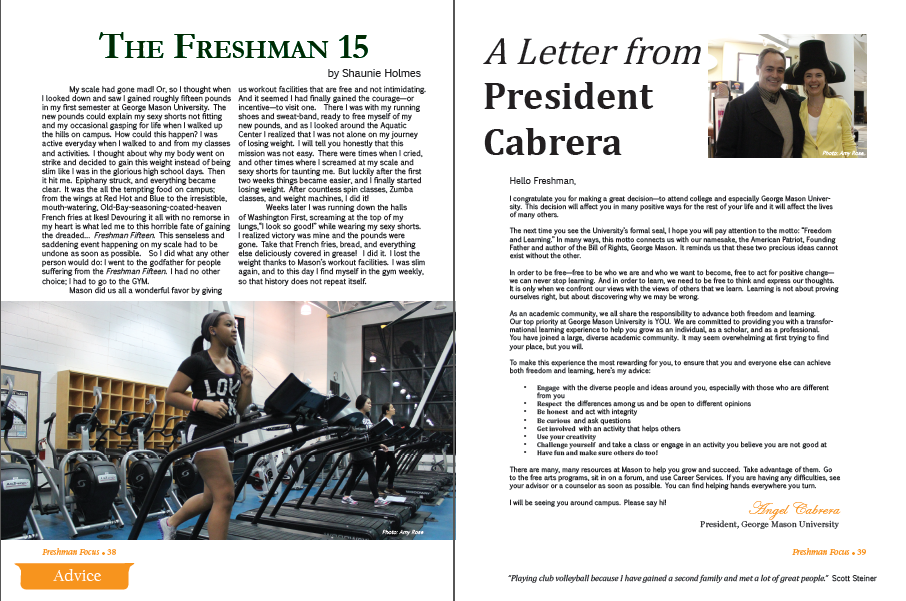 THE FRESHMAN 15
by Shaunie Holmes
My scale had gone mad! Or, so I thought when
I looked down and saw I gained roughly fifteen pounds
in my first semester at George Mason University. The
new pounds could explain my sexy shorts not fitting
and my occasional gasping for life when I walked up
the hills on campus. How could this happen? I was
active everyday when I walked to and from my classes
and activities. I thought about why my body went on
strike and decided to gain this weight instead of being
slim like I was in the glorious high school days. Then
it hit me. Epiphany struck, and everything became
clear. It was the all the tempting food on campus;
from the wings at Red Hot and Blue to the irresistible,
mouth-watering, Old-Bay-seasoning-coated-heaven
French fries at Ikes! Devouring it all with no remorse in
my heart is what led me to this horrible fate of gaining
the dreaded... Freshman Fifteen. This senseless and
saddening event happening on my scale had to be
undone as soon as possible. So I did what any other
person would do: I went to the godfather for people
suffering from the Freshman Fifteen. I had no other
choice; I had to go to the GYM.
Mason did us all a wonderful favor by giving
us workout facilities that are free and not intimidating.
And it seemed I had finally gained the courage—or
incentive—to visit one. There I was with my running
shoes and sweat-band, ready to free myself of my
new pounds, and as I looked around the Aquatic
Center I realized that I was not alone on my journey
of losing weight. I will tell you honestly that this
mission was not easy. There were times when I cried,
and other times where I screamed at my scale and
sexy shorts for taunting me. But luckily after the first
two weeks things became easier, and I finally started
losing weight. After countless spin classes, Zumba
classes, and weight machines, I did it!
Weeks later I was running down the halls
of Washington First, screaming at the top of my
lungs,"I look so good!" while wearing my sexy shorts.
I realized victory was mine and the pounds were
gone. Take that French fries, bread, and everything
else deliciously covered in grease! I did it. I lost the
weight thanks to Mason's workout facilities. I was slim
again, and to this day I find myself in the gym weekly,
so that history does not repeat itself.
LOV
Photo: Amy Rose
Freshman Focus • 38
Advice
A Letter from
President
Cabrera
Photo: Amy Rose
Hello Freshman,
I congratulate you for making a great decision—to attend college and especially George Mason Univer-
sity. This decision will affect you in many positive ways for the rest of your life and it will affect the lives
of many others.
The next time you see the University's formal seal, I hope you will pay attention to the motto: "Freedom
and Learning." In many ways, this motto connects us with our namesake, the American Patriot, Founding
Father and author of the Bill of Rights, George Mason. It reminds us that these two precious ideas cannot
exist without the other.
In order to be free—free to be who we are and who we want to become, free to act for positive change—
we can never stop learning. And in order to learn, we need to be free to think and express our thoughts.
It is only when we confront our views with the views of others that we learn. Learning is not about proving
ourselves right, but about discovering why we may be wrong.
As an academic community, we all share the responsibility to advance both freedom and learning.
Our top priority at George Mason University is YOU. We are committed to providing you with a transfor-
mational learning experience to help you grow as an individual, as a scholar, and as a professional.
You have joined a large, diverse academic community. It may seem overwhelming at first trying to find
your place, but you will.
To make this experience the most rewarding for you, to ensure that you and everyone else can achieve
both freedom and learning, here's my advice:
• Engage with the diverse people and ideas around you, especially with those who are different
from you
• Respect the differences among us and be open to different opinions
• Be honest and act with integrity
• Be curious and ask questions
• Get involved with an activity that helps others
• Use your creativity
• Challenge yourself and take a class or engage in an activity you believe you are not good at
• Have fun and make sure others do too!
There are many, many resources at Mason to help you grow and succeed. Take advantage of them. Go
to the free arts programs, sit in on a forum, and use Career Services. If you are having any difficulties, see
your advisor or a counselor as soon as possible. You can find helping hands everywhere you turn.
I will be seeing you around campus. Please say hi!
Angel Cabrera
President, George Mason University
Freshman Focus • 39
"Playing club volleyball because I have gained a second family and met a lot of great people." Scott Steiner